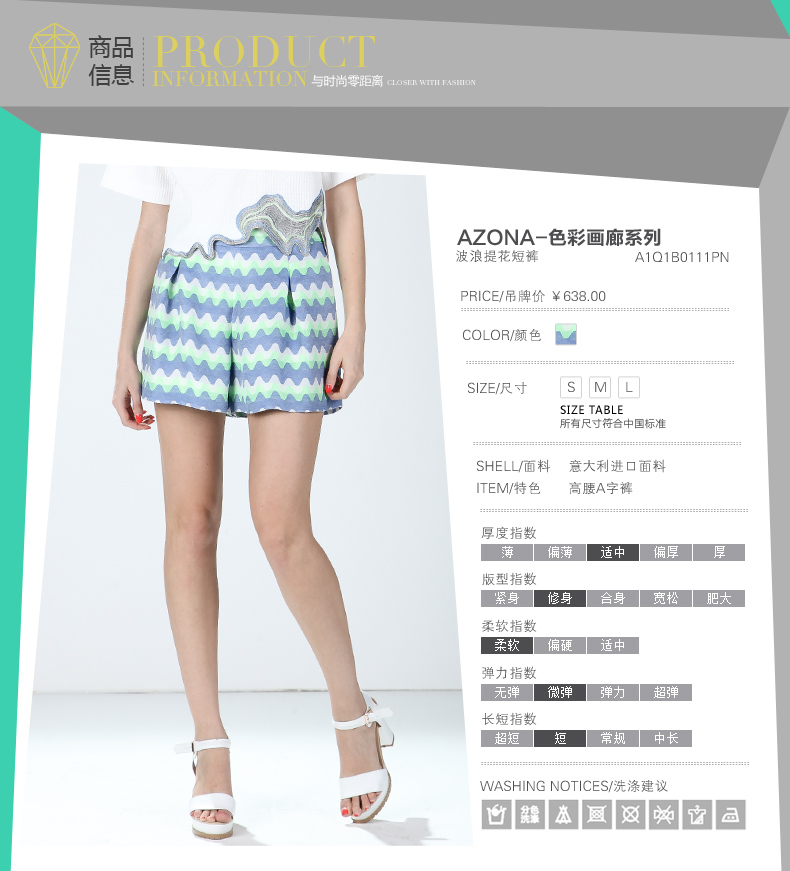 商品
信息
PRODUCT
INFORMATION 与时尚零距离 CLOSER WITH FASHION
AZONA-色彩画廊系列
波浪提花短裤 A1Q1B0111PN
PRICE/吊牌价 ¥638.00
COLOR/颜色
SIZE/尺寸 S M L
SIZE TABLE
所有尺寸符合中国标准
SHELL/面料 意大利进口面料
ITEM/特色 高腰A字裤
厚度指数
薄 偏薄 适中 偏厚 厚
版型指数
紧身 修身 合身 宽松 肥大
柔软指数
柔软 偏硬 适中
弹力指数
无弹 微弹 弹力 超弹
长短指数
超短 短 常规 中长
WASHING NOTICES/洗涤建议
分色
洗涤